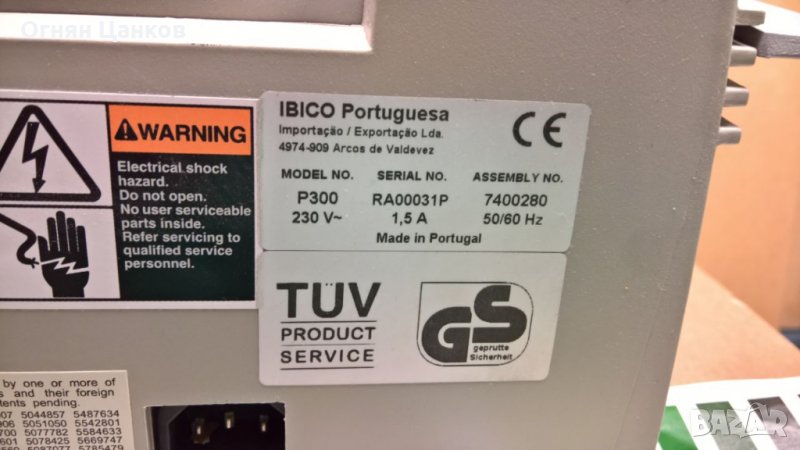 Огнян Цанков
WARNING
Electrical shock
hazard.
Do not open.
No user serviceable
parts inside.
Refer servicing to
qualified service
personnel.
IBICO Portuguesa
Importação / Exportação Lda.
4974-909 Arcos de Valdevez
CE
MODEL NO. SERIAL NO. ASSEMBLY NO.
P300 RA00031P 7400280
230 V~ 1,5 A 50/60 Hz
Made in Portugal
TÜV
PRODUCT
SERVICE
GS
geprüfte
Sicherheit
by one or more of
and their foreign
pending.
5044857 5487634
5051050 5542801
5077782 5584633
5078425 5669747
5087077 5785479
BAZAR